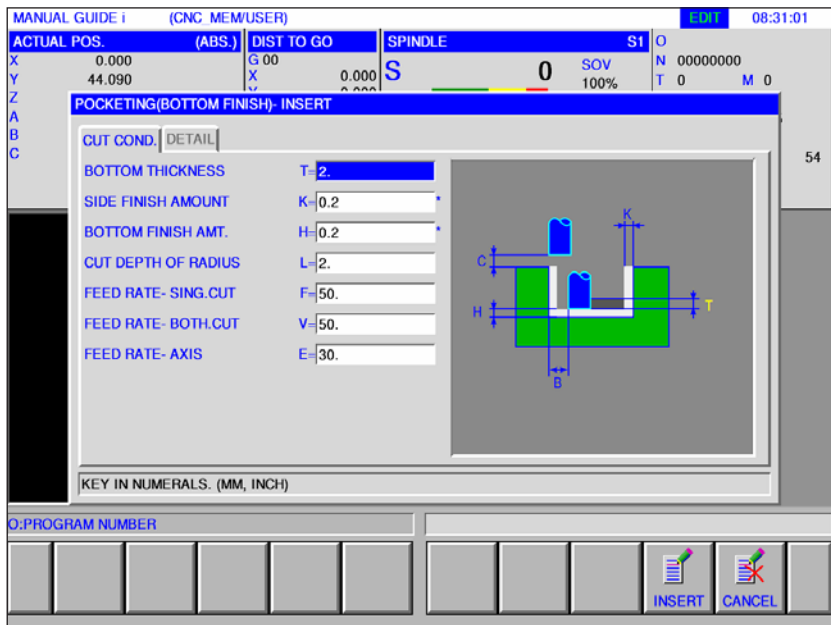 MANUAL GUIDE i (CNC_MEM/USER) EDIT 08:31:01
ACTUAL POS. (ABS.) DIST TO GO SPINDLE S1 O
X 0.000 G 00 S 0 SOV N 00000000
Y 44.090 X 0.000 100% T 0 M 0
Z
POCKETING(BOTTOM FINISH)- INSERT
A
B
C
54
CUT COND. DETAIL
BOTTOM THICKNESS T= 2.
SIDE FINISH AMOUNT K= 0.2 *
BOTTOM FINISH AMT. H= 0.2 *
CUT DEPTH OF RADIUS L= 2.
FEED RATE- SING.CUT F= 50.
FEED RATE- BOTH.CUT V= 50.
FEED RATE- AXIS E= 30.
K
C
H
T
B
KEY IN NUMERALS. (MM, INCH)
O:PROGRAM NUMBER
INSERT CANCEL